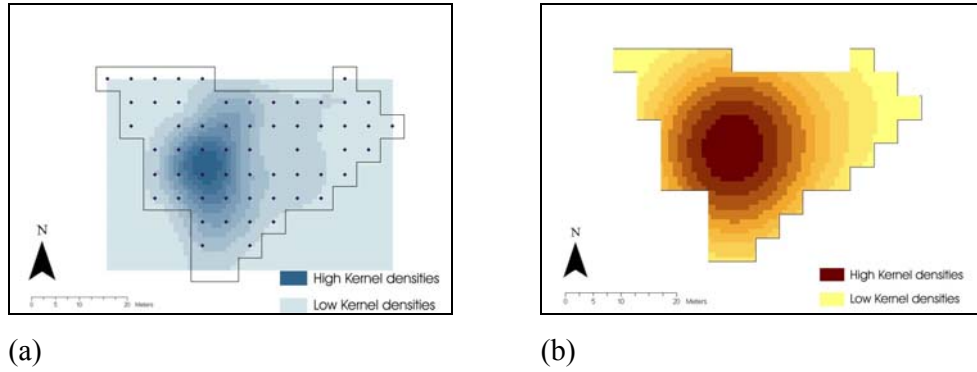 N
High Kernel densities
Low Kernel densities
0 5 10 20 Meters
(a)
N
High Kernel densities
Low Kernel densities
0 5 10 20 Meters
(b)